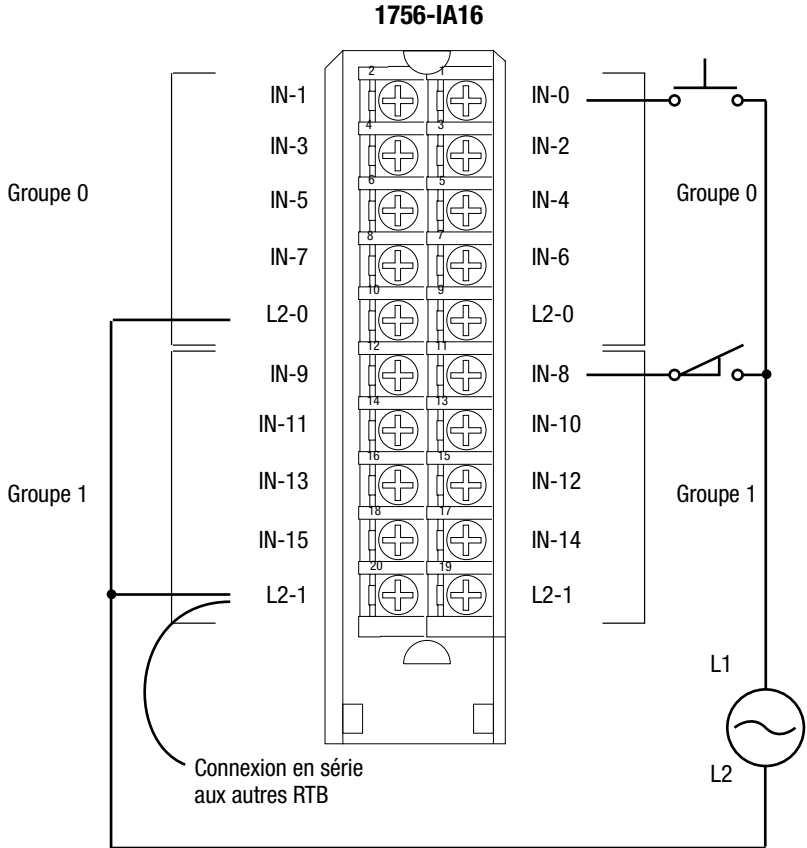 1756-IA16
2 1
IN-1 IN-0
4 3
IN-3 IN-2
6 5
Groupe 0 IN-5 IN-4 Groupe 0
8 7
IN-7 IN-6
10 9
L2-0 L2-0
12 11
IN-9 IN-8
14 13
IN-11 IN-10
16 15
Groupe 1 IN-13 IN-12 Groupe 1
18 17
IN-15 IN-14
20 19
L2-1 L2-1
L1
L2
Connexion en série
aux autres RTB